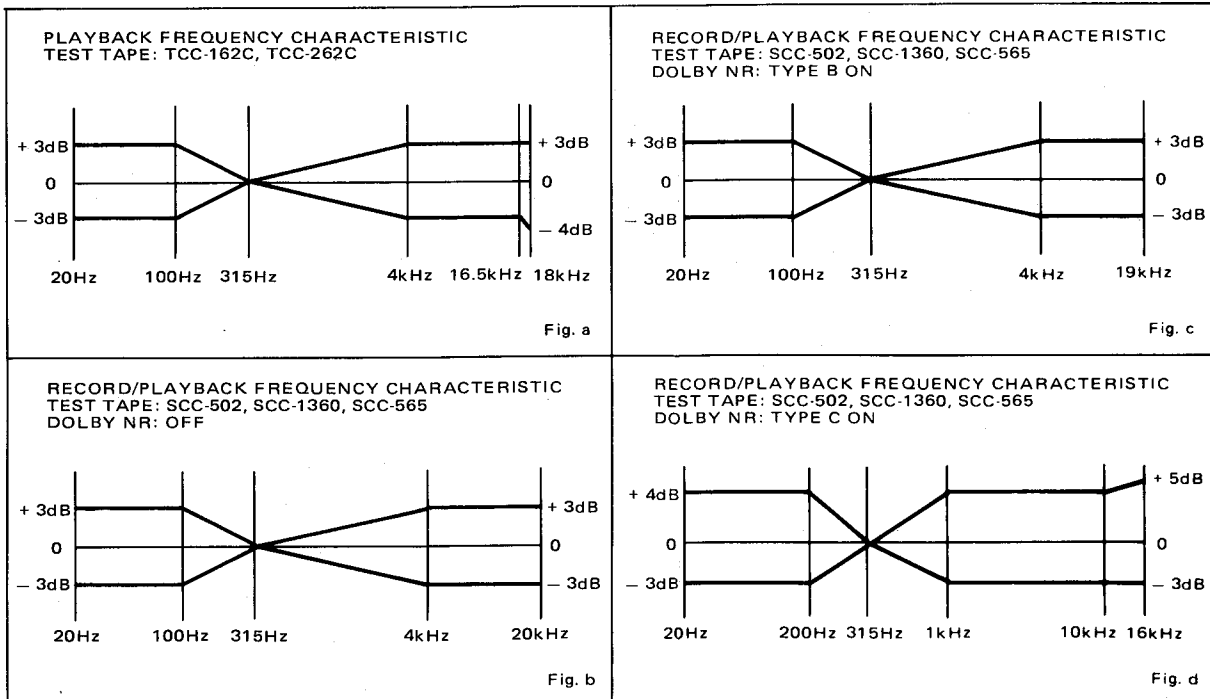 PLAYBACK FREQUENCY CHARACTERISTIC
TEST TAPE: TCC-162C, TCC-262C
+ 3dB
0
− 3dB
+ 3dB
0
− 4dB
20Hz 100Hz 315Hz 4kHz 16.5kHz 18kHz
Fig. a
RECORD/PLAYBACK FREQUENCY CHARACTERISTIC
TEST TAPE: SCC-502, SCC-1360, SCC-565
DOLBY NR: TYPE B ON
+ 3dB
0
− 3dB
+ 3dB
0
− 3dB
20Hz 100Hz 315Hz 4kHz 19kHz
Fig. c
RECORD/PLAYBACK FREQUENCY CHARACTERISTIC
TEST TAPE: SCC-502, SCC-1360, SCC-565
DOLBY NR: OFF
+ 3dB
0
− 3dB
+ 3dB
0
− 3dB
20Hz 100Hz 315Hz 4kHz 20kHz
Fig. b
RECORD/PLAYBACK FREQUENCY CHARACTERISTIC
TEST TAPE: SCC-502, SCC-1360, SCC-565
DOLBY NR: TYPE C ON
+ 4dB
0
− 3dB
+ 5dB
0
− 3dB
20Hz 200Hz 315Hz 1kHz 10kHz 16kHz
Fig. d